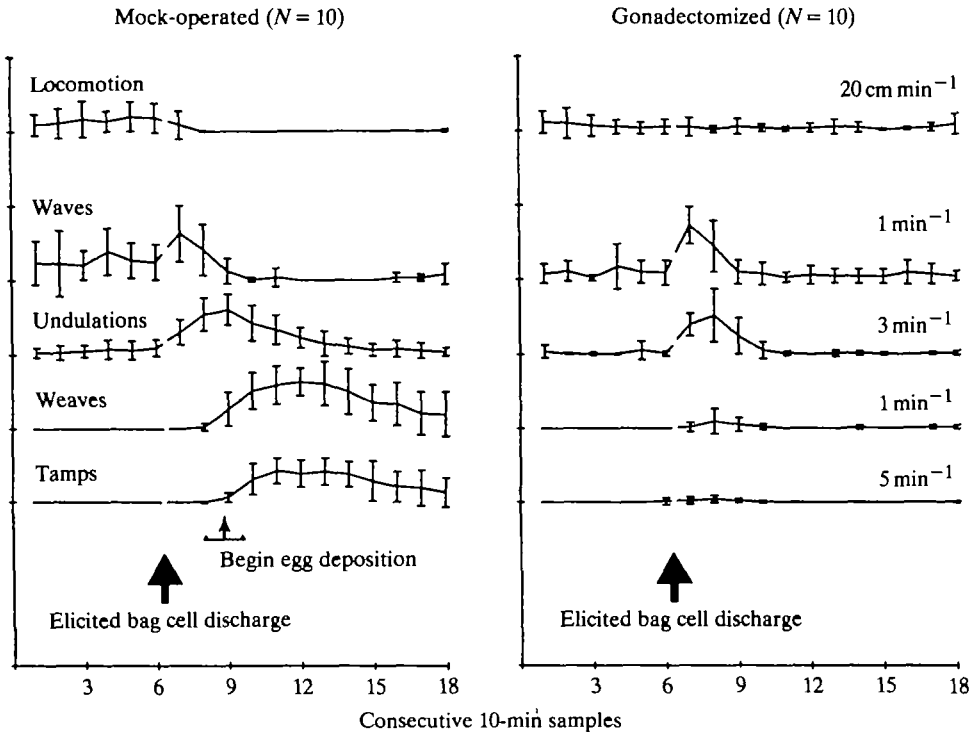 Mock-operated (N = 10)
Gonadectomized (N = 10)
Locomotion
20 cm min⁻¹
Waves
1 min⁻¹
Undulations
3 min⁻¹
Weaves
1 min⁻¹
Tamps
5 min⁻¹
Begin egg deposition
Elicited bag cell discharge
Elicited bag cell discharge
3 6 9 12 15 18
3 6 9 12 15 18
Consecutive 10-min samples